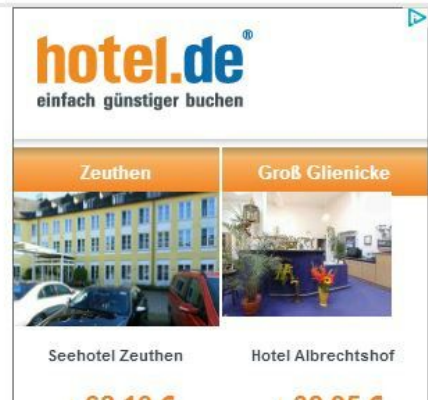 hotel.de®
einfach günstiger buchen
Zeuthen Groß Glienicke
Seehotel Zeuthen Hotel Albrechtshof